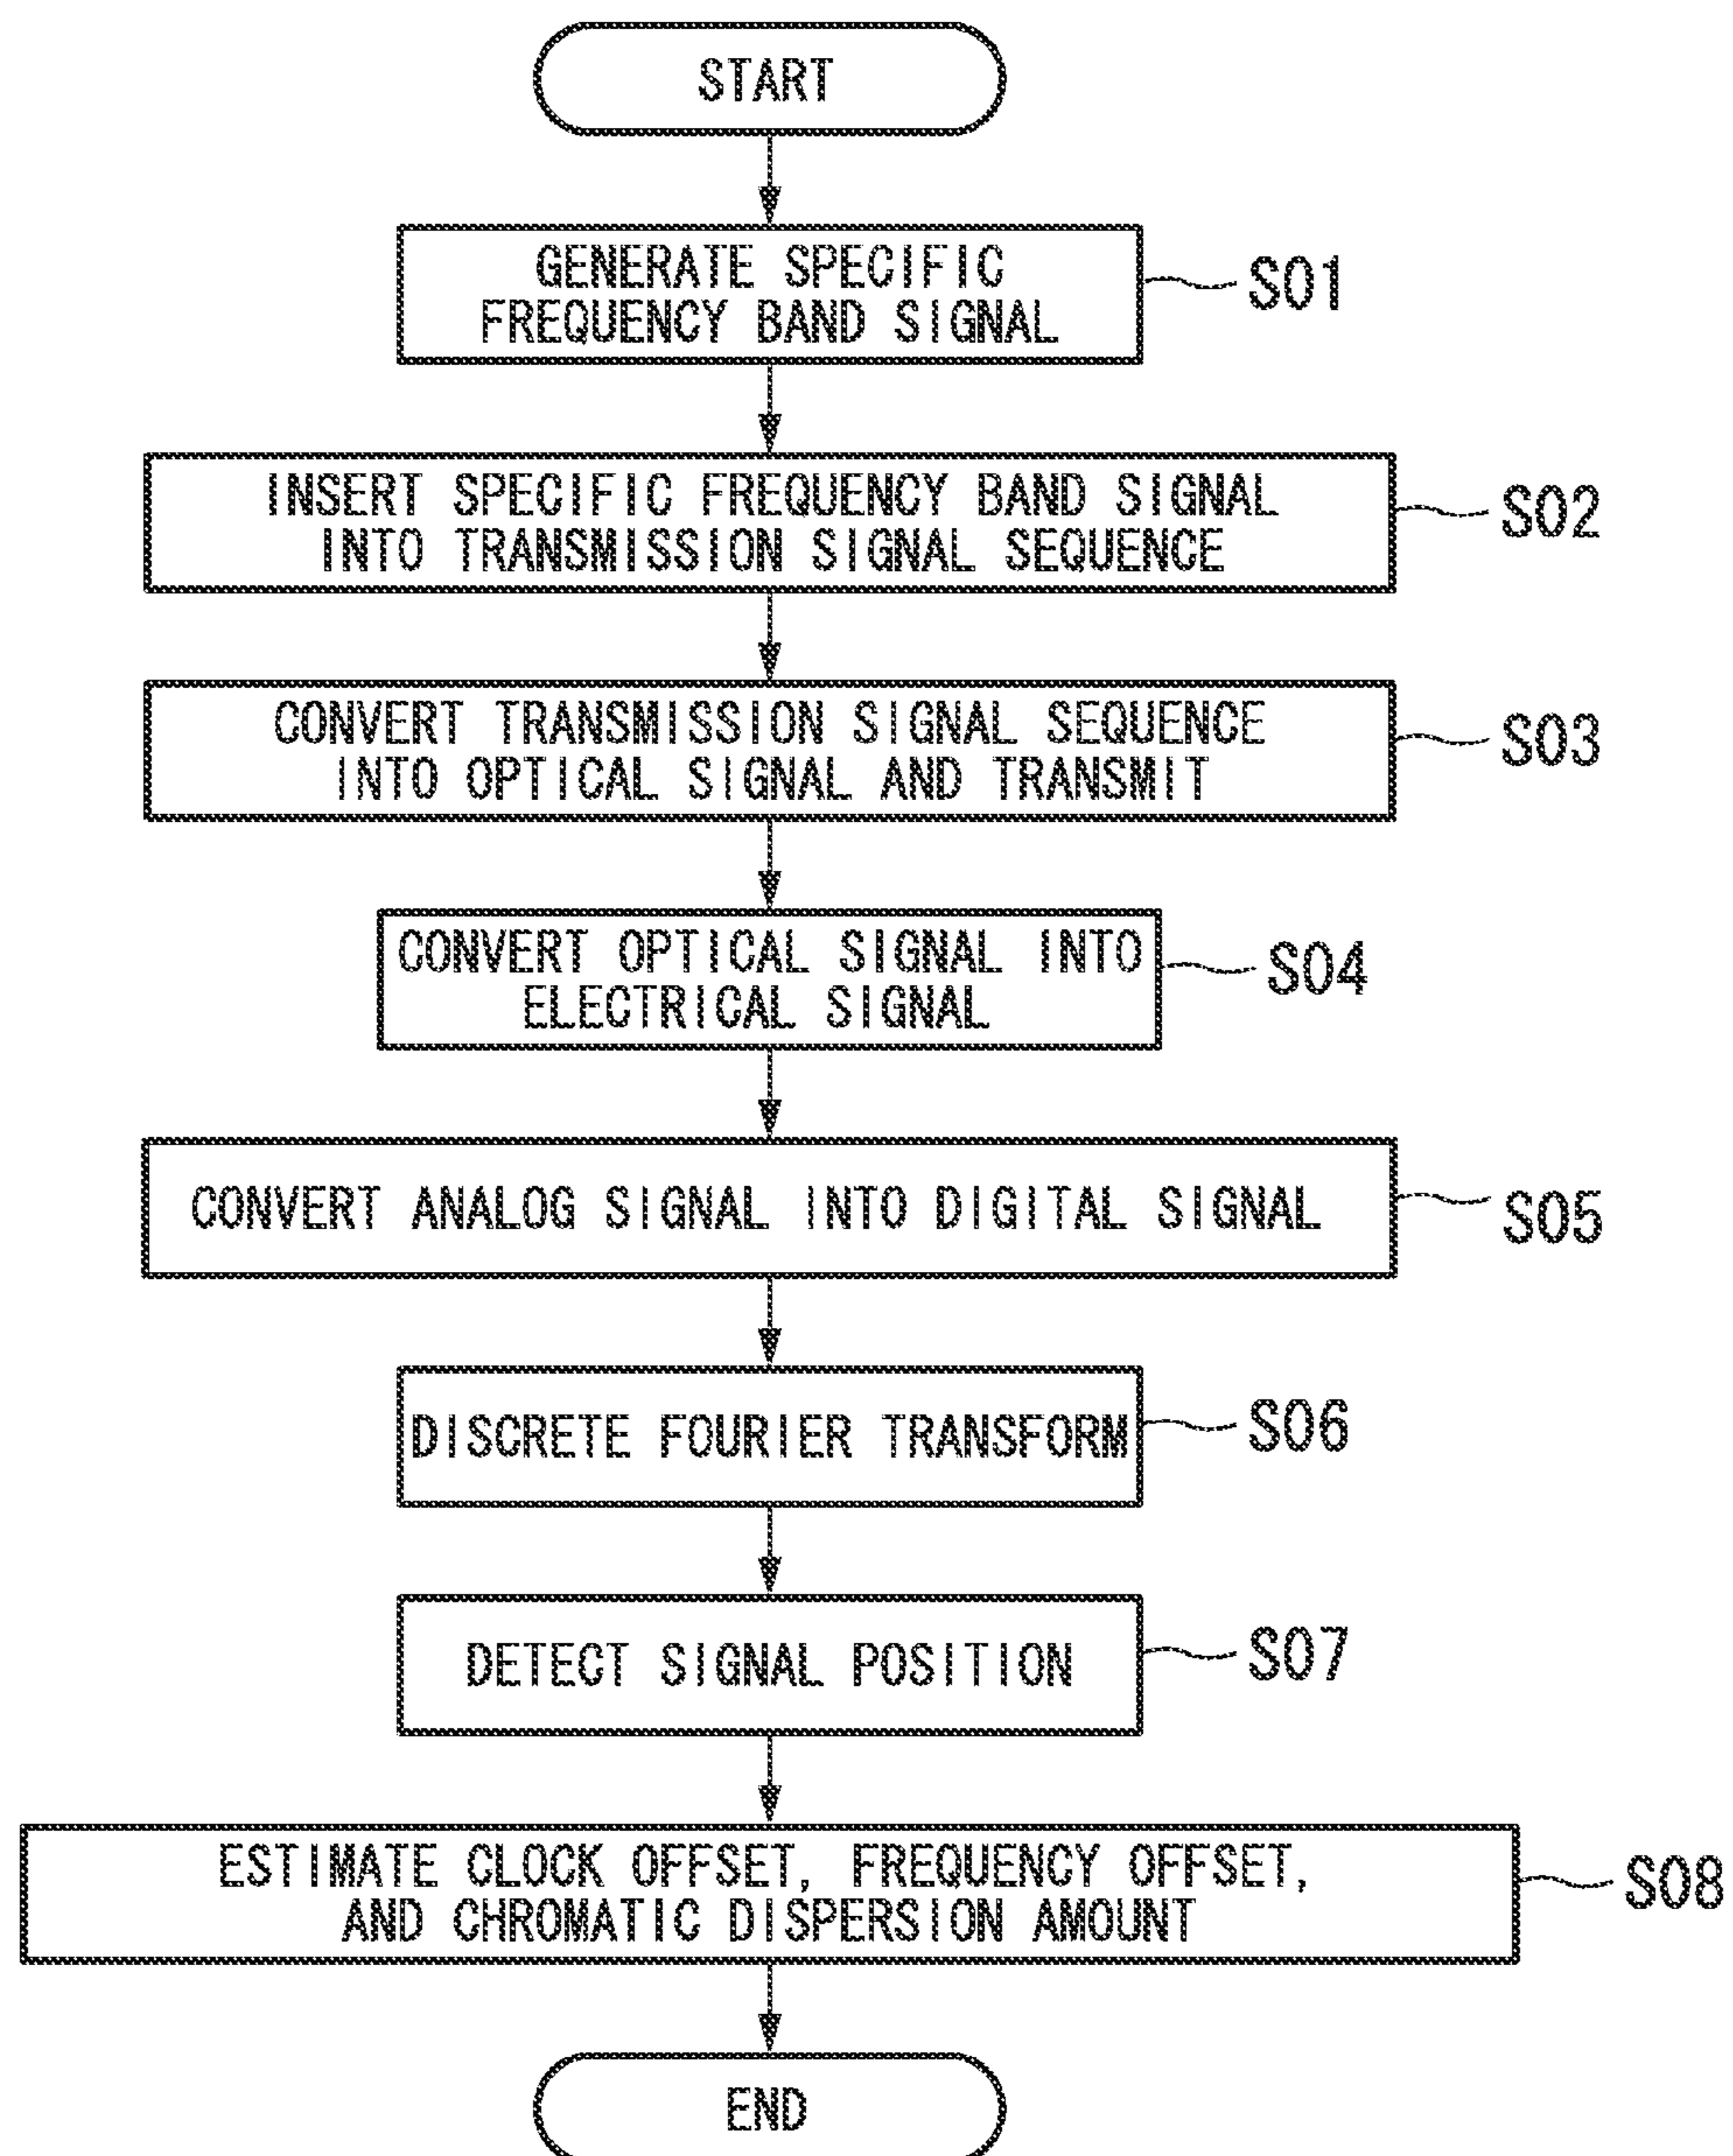 START
GENERATE SPECIFIC
FREQUENCY BAND SIGNAL
S01
INSERT SPECIFIC FREQUENCY BAND SIGNAL
INTO TRANSMISSION SIGNAL SEQUENCE
S02
CONVERT TRANSMISSION SIGNAL SEQUENCE
INTO OPTICAL SIGNAL AND TRANSMIT
S03
CONVERT OPTICAL SIGNAL INTO
ELECTRICAL SIGNAL
S04
CONVERT ANALOG SIGNAL INTO DIGITAL SIGNAL
S05
DISCRETE FOURIER TRANSFORM
S06
DETECT SIGNAL POSITION
S07
ESTIMATE CLOCK OFFSET, FREQUENCY OFFSET,
AND CHROMATIC DISPERSION AMOUNT
S08
END